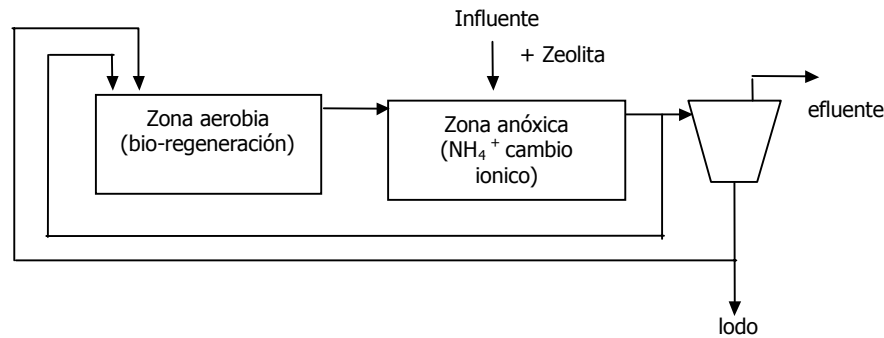 Influente
+ Zeolita
Zona aerobia
(bio-regeneración)
Zona anóxica
(NH₄⁺ cambio
ionico)
efluente
lodo